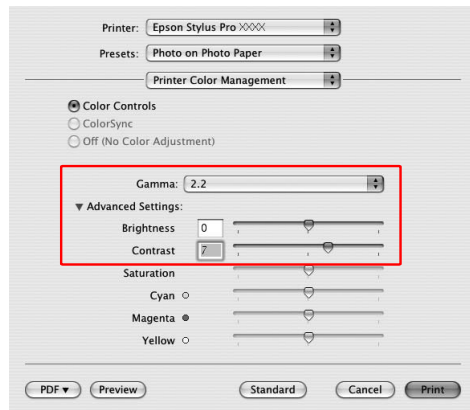 Printer: Epson Stylus Pro XXXX
Presets: Photo on Photo Paper
Printer Color Management
Color Controls
ColorSync
Off (No Color Adjustment)
Gamma: 2.2
Advanced Settings:
Brightness 0
Contrast 7
Saturation
Cyan
Magenta
Yellow
PDF Preview Standard Cancel Print